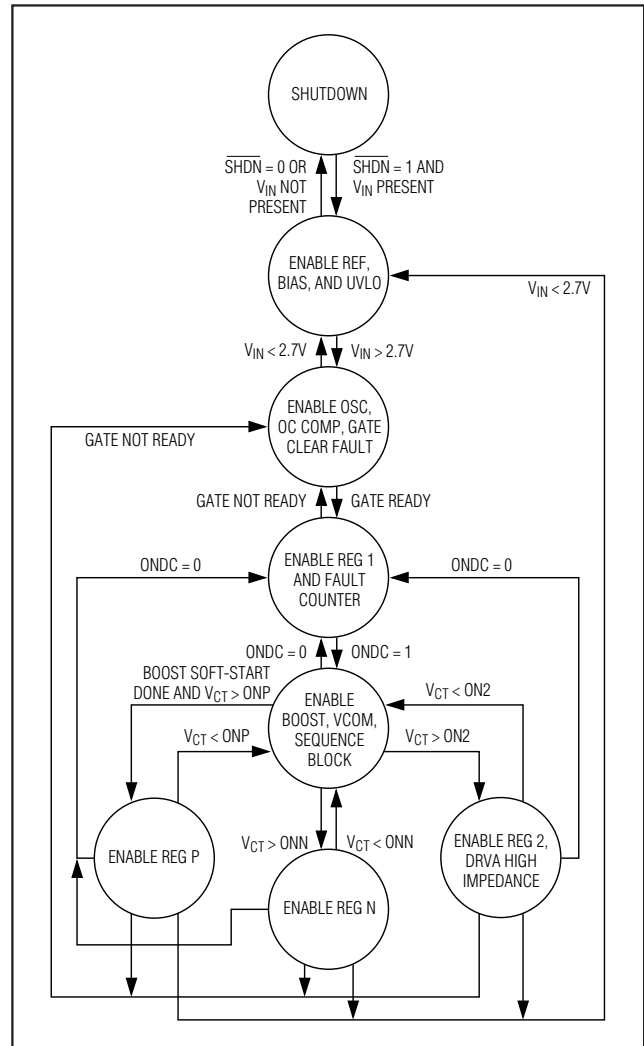 SHUTDOWN
SHDN = 0 OR
VIN NOT
PRESENT
SHDN = 1 AND
VIN PRESENT
ENABLE REF,
BIAS, AND UVLO
VIN < 2.7V
VIN < 2.7V
VIN > 2.7V
ENABLE OSC,
OC COMP, GATE
CLEAR FAULT
GATE NOT READY
GATE NOT READY
GATE READY
ENABLE REG 1
AND FAULT
COUNTER
ONDC = 0
ONDC = 0
ONDC = 0
ONDC = 1
BOOST SOFT-START
DONE AND VCT > ONP
ENABLE
BOOST, VCOM,
SEQUENCE
BLOCK
VCT < ON2
VCT < ONP
VCT > ON2
VCT > ONN
VCT < ONN
ENABLE REG P
ENABLE REG N
ENABLE REG 2,
DRVA HIGH
IMPEDANCE